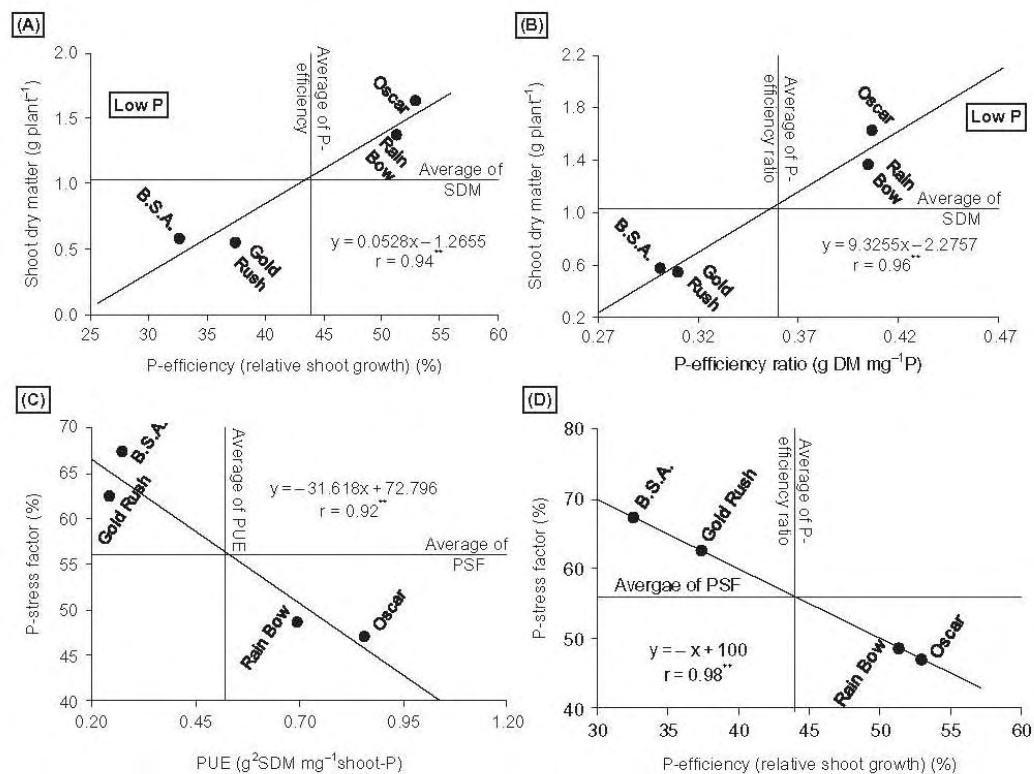 (A)
Shoot dry matter (g plant⁻¹)
2.0
1.5
1.0
0.5
0.0
Low P
Average of P-
efficiency
Oscar
Rain
Bow
Average of
SDM
B.S.A.
Gold
Rush
y = 0.0528x – 1.2655
r = 0.94**
25 30 35 40 45 50 55 60
P-efficiency (relative shoot growth) (%)
(B)
Shoot dry matter (g plant⁻¹)
2.2
1.8
1.4
1.0
0.6
0.2
Average of P-
efficiency ratio
Oscar
Low P
Rain
Bow
Average of
SDM
B.S.A.
Gold
Rush
y = 9.3255x – 2.2757
r = 0.96**
0.27 0.32 0.37 0.42 0.47
P-efficiency ratio (g DM mg⁻¹P)
(C)
P-stress factor (%)
70
65
60
55
50
45
40
B.S.A.
Gold Rush
Average of PUE
y = –31.618x + 72.796
r = 0.92**
Average of
PSF
Rain Bow
Oscar
0.20 0.45 0.70 0.95 1.20
PUE (g²SDM mg⁻¹shoot-P)
(D)
P-stress factor (%)
80
70
60
50
40
B.S.A.
Gold Rush
Average of P-
efficiency ratio
Avergae of PSF
y = – x + 100
r = 0.98**
Rain Bow
Oscar
30 35 40 45 50 55 60
P-efficiency (relative shoot growth) (%)